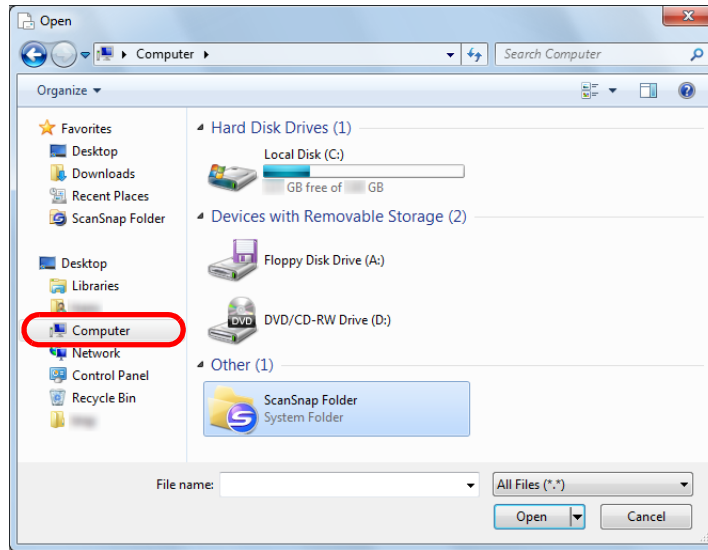 Open
Computer
Search Computer
Organize
Favorites
Desktop
Downloads
Recent Places
ScanSnap Folder
Desktop
Libraries
Computer
Network
Control Panel
Recycle Bin
Hard Disk Drives (1)
Local Disk (C:)
GB free of GB
Devices with Removable Storage (2)
Floppy Disk Drive (A:)
DVD
DVD/CD-RW Drive (D:)
Other (1)
S
ScanSnap Folder
System Folder
File name:
All Files (*.*)
Open
Cancel